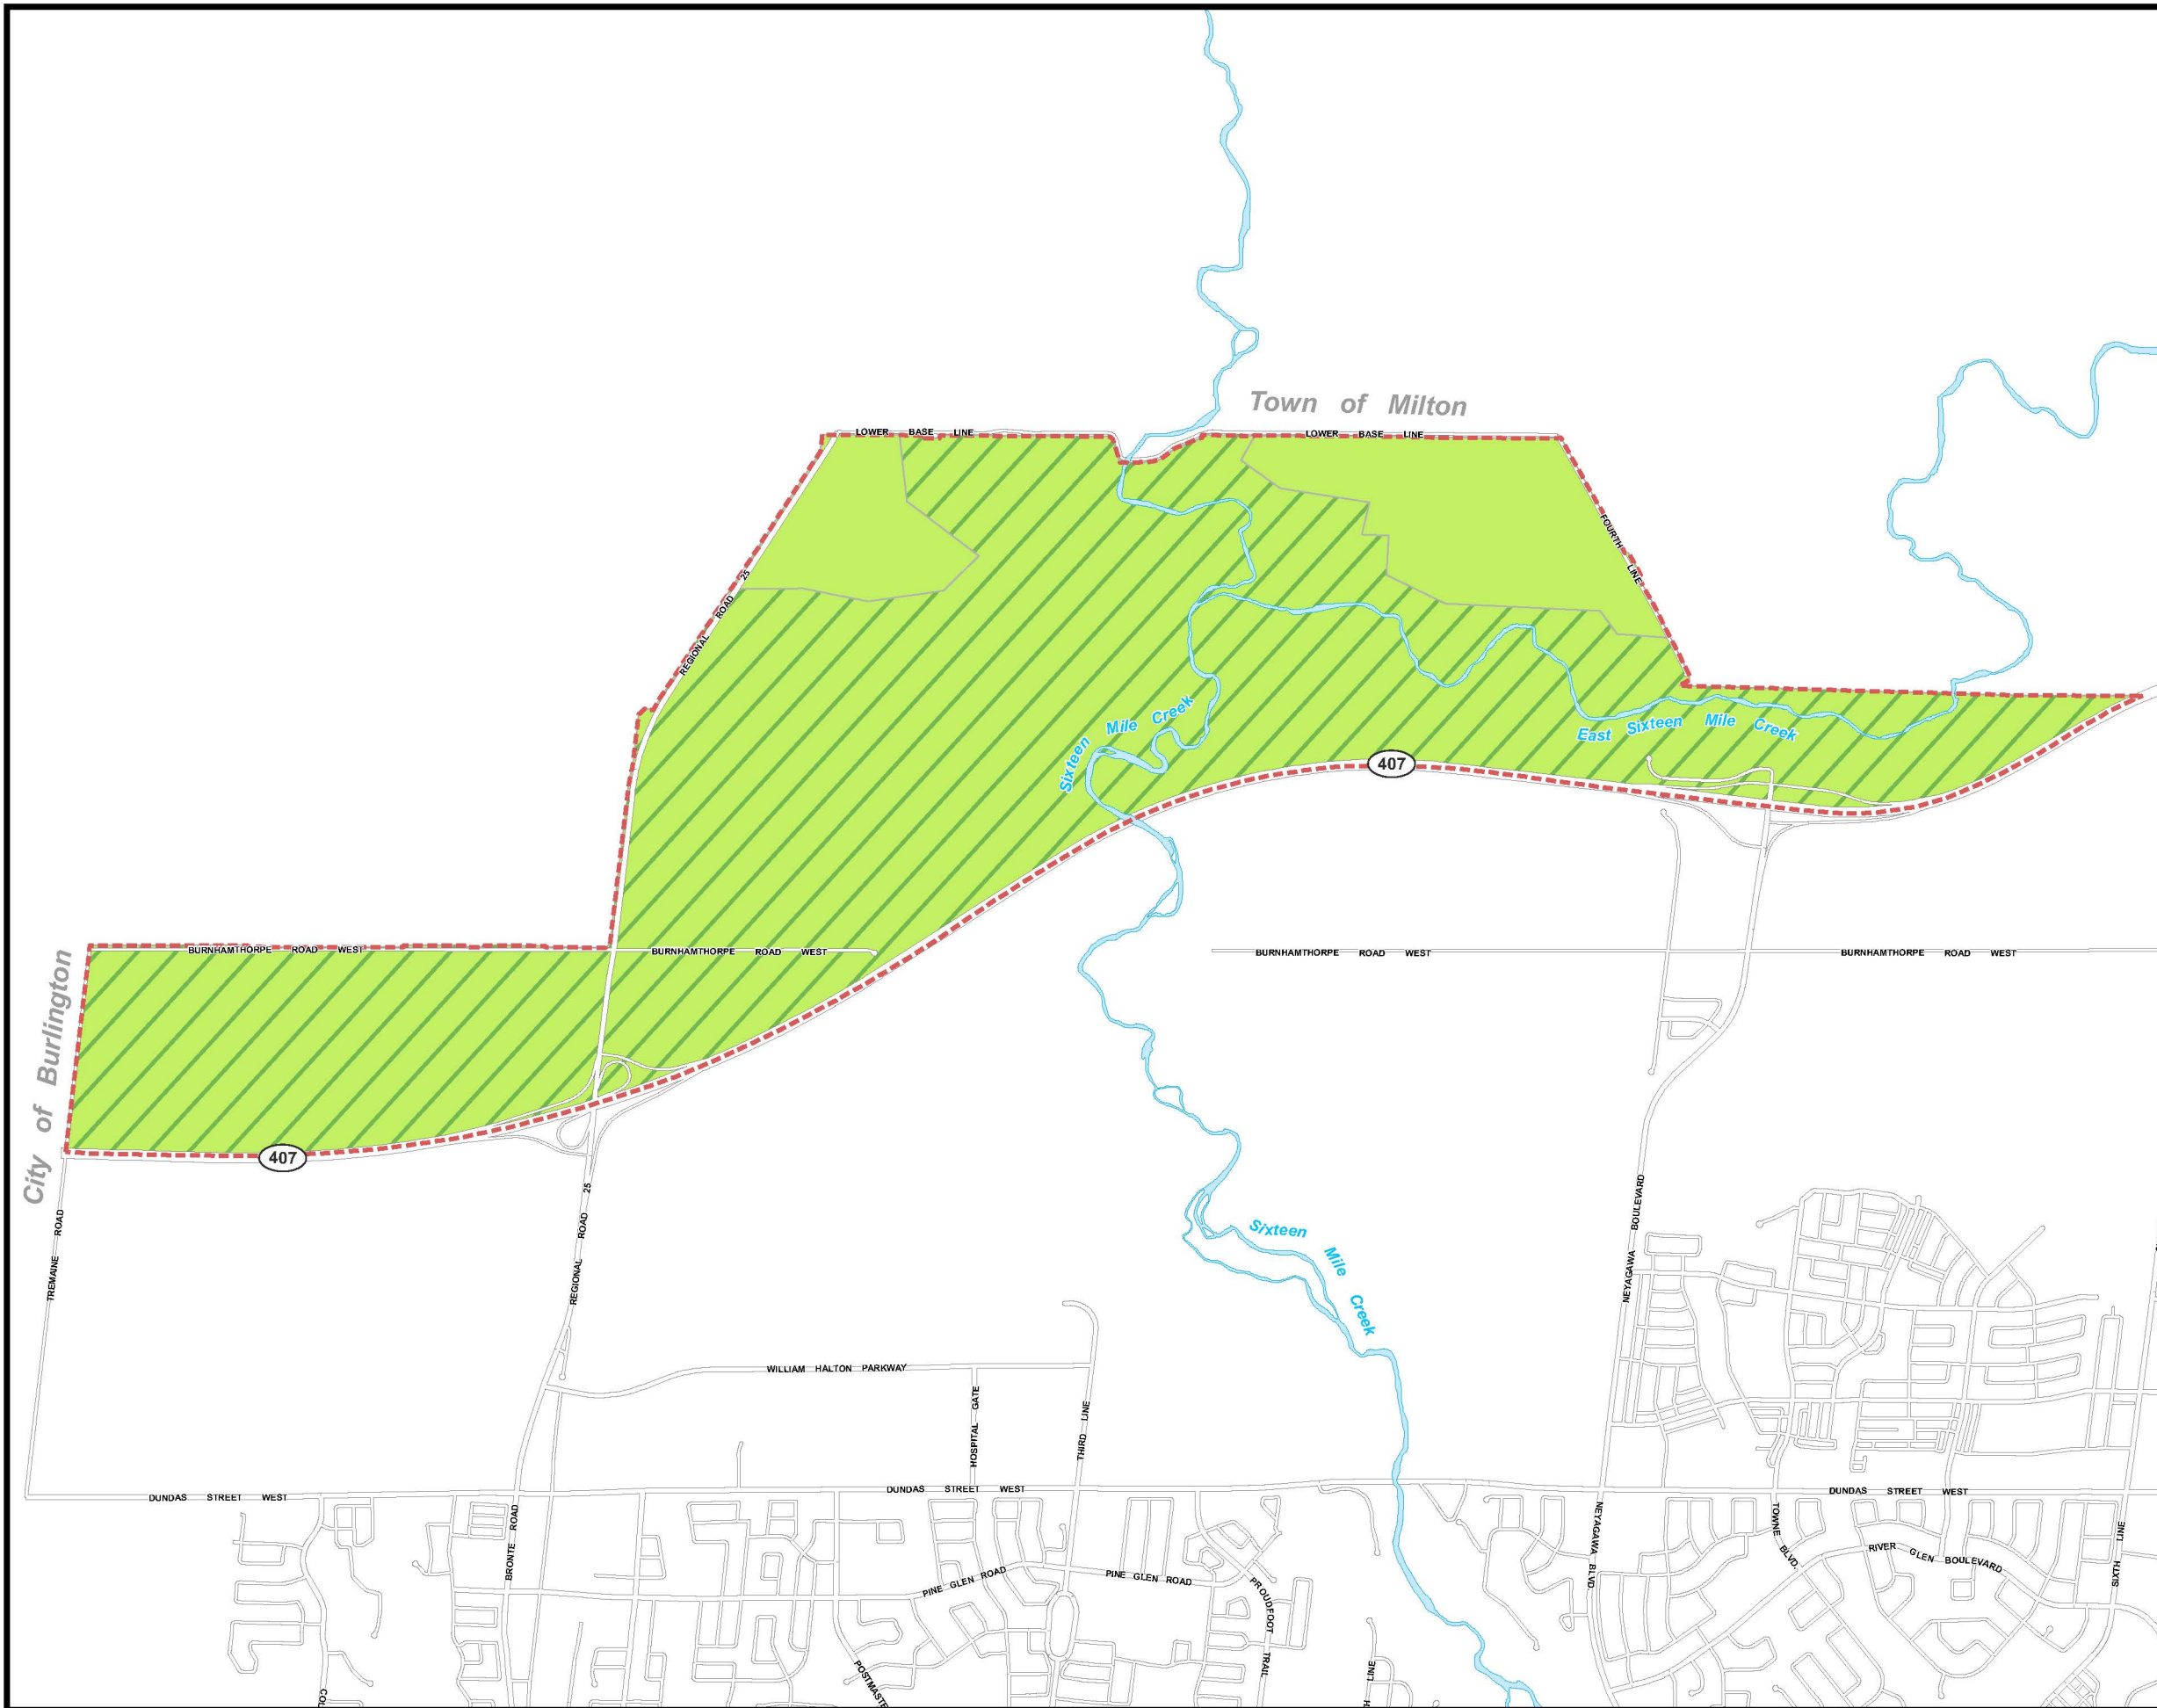 Town of Milton
LOWER BASE LINE
LOWER BASE LINE
FOURTH LINE
REGIONAL ROAD 25
Sixteen Mile Creek
East Sixteen Mile Creek
407
City of Burlington
BURNHAMTHORPE ROAD WEST
BURNHAMTHORPE ROAD WEST
BURNHAMTHORPE ROAD WEST
BURNHAMTHORPE ROAD WEST
407
REGIONAL ROAD 25
TREMAINE ROAD
Sixteen Mile Creek
NEYAGAWA BOULEVARD
WILLIAM HALTON PARKWAY
HOSPITAL GATE
THIRD LINE
DUNDAS STREET WEST
DUNDAS STREET WEST
DUNDAS STREET WEST
BRONTE ROAD
NEYAGAWA BLVD
TOWNE BLVD.
RIVER GLEN BOULEVARD
SIXTH LINE
PINE GLEN ROAD
PINE GLEN ROAD
PROUDFOOT TRAIL
LINE